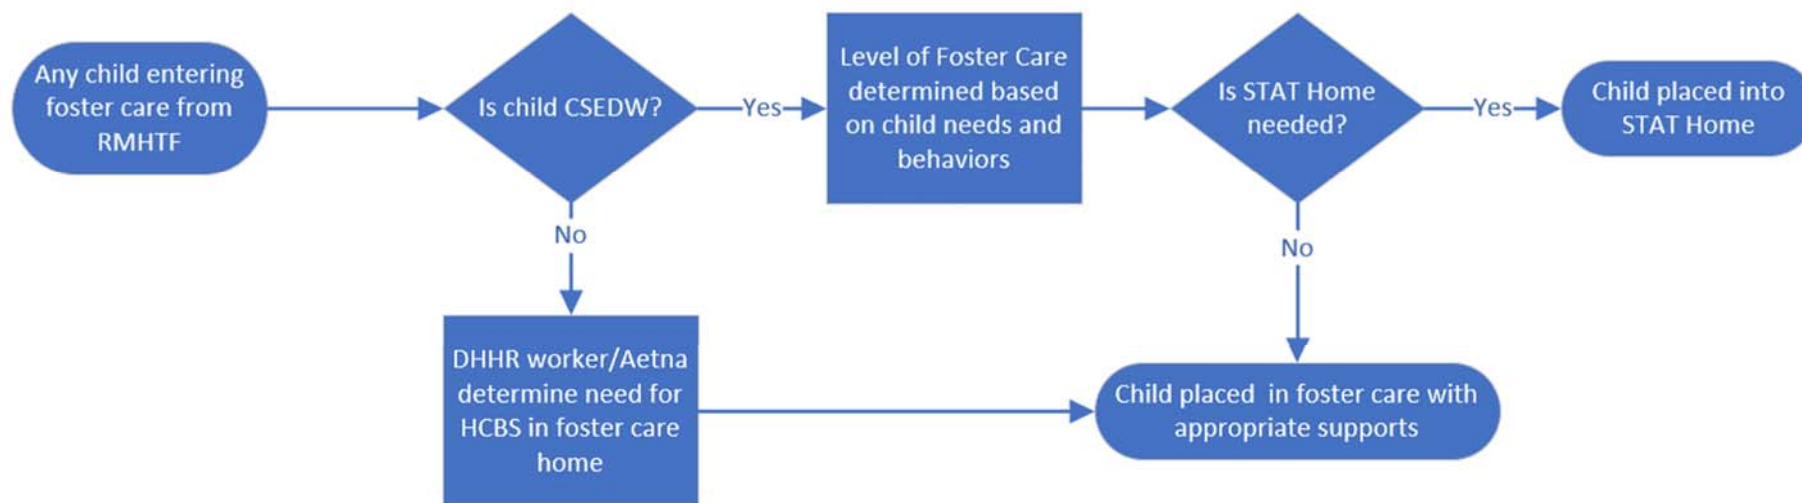 Any child entering
foster care from
RMHTF
Is child CSEDW?
Yes
Level of Foster Care
determined based
on child needs and
behaviors
Is STAT Home
needed?
Yes
Child placed into
STAT Home
No
No
DHHR worker/Aetna
determine need for
HCBS in foster care
home
Child placed in foster care with
appropriate supports